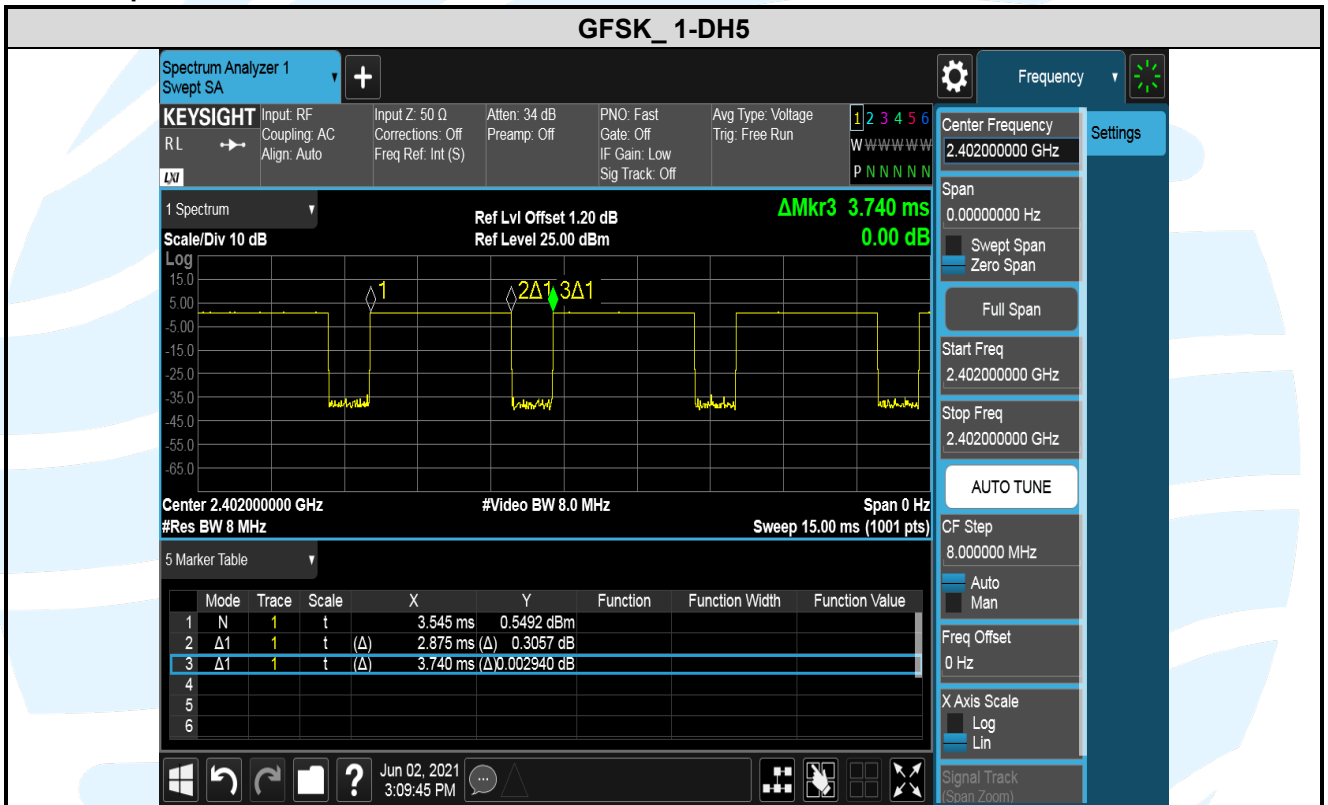 GFSK_ 1-DH5
Spectrum Analyzer 1
Swept SA
+
Frequency
KEYSIGHT
RL
LXI
Input: RF
Coupling: AC
Align: Auto
Input Z: 50 Ω
Corrections: Off
Freq Ref: Int (S)
Atten: 34 dB
Preamp: Off
PNO: Fast
Gate: Off
IF Gain: Low
Sig Track: Off
Avg Type: Voltage
Trig: Free Run
1 2 3 4 5 6
W W W W W W
P N N N N N
1 Spectrum
Scale/Div 10 dB
Ref Lvl Offset 1.20 dB
Ref Level 25.00 dBm
ΔMkr3 3.740 ms
0.00 dB
Log
15.0
5.00
-5.00
-15.0
-25.0
-35.0
-45.0
-55.0
-65.0
1
2Δ1
3Δ1
Center 2.402000000 GHz
#Video BW 8.0 MHz
Span 0 Hz
#Res BW 8 MHz
Sweep 15.00 ms (1001 pts)
5 Marker Table
Mode Trace Scale X Y Function Function Width Function Value
1 N 1 t 3.545 ms 0.5492 dBm
2 Δ1 1 t (Δ) 2.875 ms (Δ) 0.3057 dB
3 Δ1 1 t (Δ) 3.740 ms (Δ)0.002940 dB
4
5
6
?
Jun 02, 2021
3:09:45 PM
Center Frequency
2.402000000 GHz
Settings
Span
0.00000000 Hz
Swept Span
Zero Span
Full Span
Start Freq
2.402000000 GHz
Stop Freq
2.402000000 GHz
AUTO TUNE
CF Step
8.000000 MHz
Auto
Man
Freq Offset
0 Hz
X Axis Scale
Log
Lin
Signal Track
(Span Zoom)